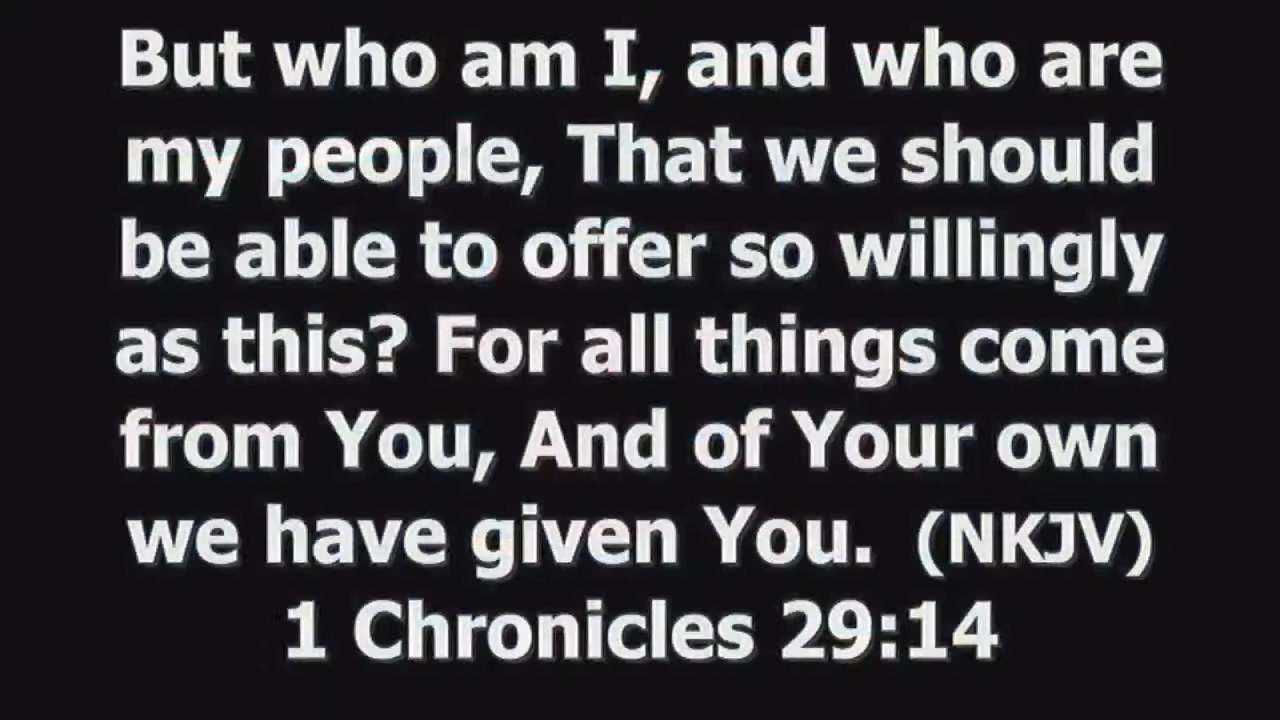 But who am I, and who are
my people, That we should
be able to offer so willingly
as this? For all things come
from You, And of Your own
we have given You.  (NKJV)
1 Chronicles 29:14